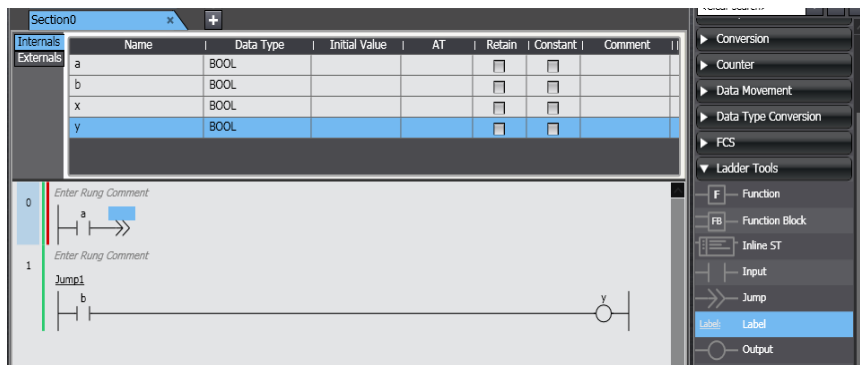 Section0 × +
Internals
Externals
Name Data Type Initial Value AT Retain Constant Comment
a BOOL
b BOOL
x BOOL
y BOOL
0
Enter Rung Comment
a
1
Enter Rung Comment
Jump1
b y
Conversion
Counter
Data Movement
Data Type Conversion
FCS
Ladder Tools
F Function
FB Function Block
Inline ST
Input
Jump
Label: Label
Output